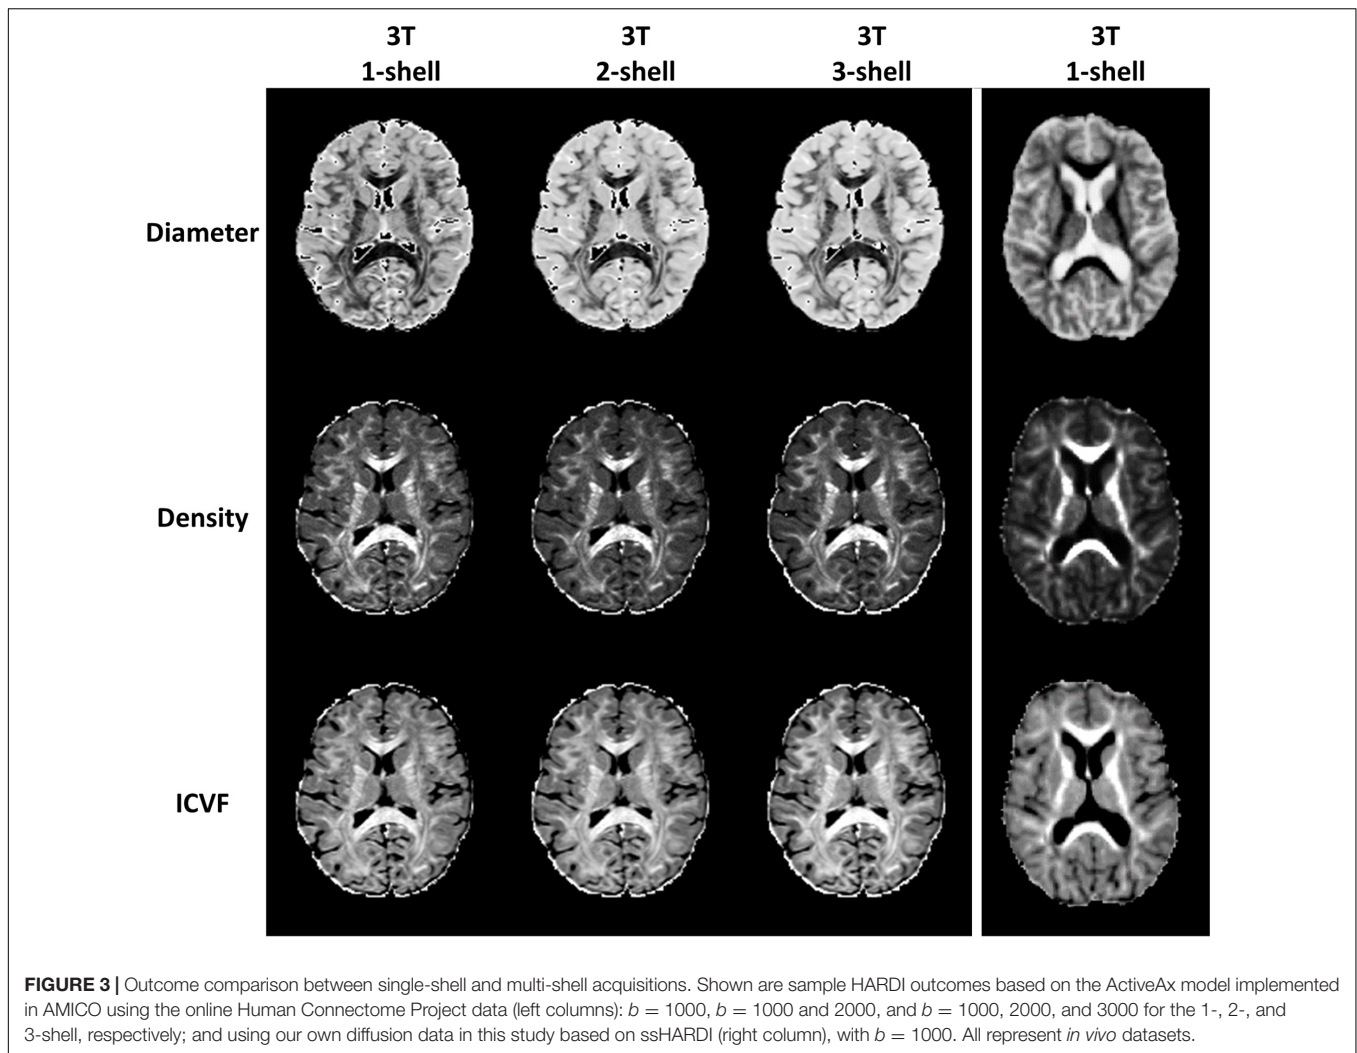 3T 3T 3T 3T
1-shell 2-shell 3-shell 1-shell
Diameter
Density
ICVF
FIGURE 3 | Outcome comparison between single-shell and multi-shell acquisitions. Shown are sample HARDI outcomes based on the ActiveAx model implemented
in AMICO using the online Human Connectome Project data (left columns): b = 1000, b = 1000 and 2000, and b = 1000, 2000, and 3000 for the 1-, 2-, and
3-shell, respectively; and using our own diffusion data in this study based on ssHARDI (right column), with b = 1000. All represent in vivo datasets.